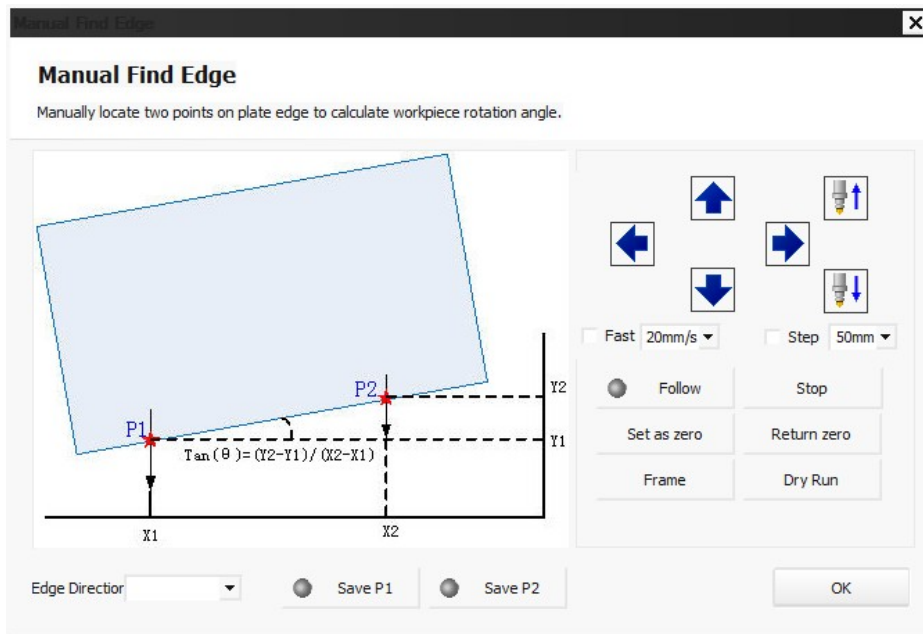 Manual Find Edge
Manual Find Edge
Manually locate two points on plate edge to calculate workpiece rotation angle.
P2
Y2
P1
Y1
Tan(θ)=(Y2-Y1)/(X2-X1)
X1
X2
Fast 20mm/s
Step 50mm
Follow
Stop
Set as zero
Return zero
Frame
Dry Run
Edge Direction
Save P1
Save P2
OK